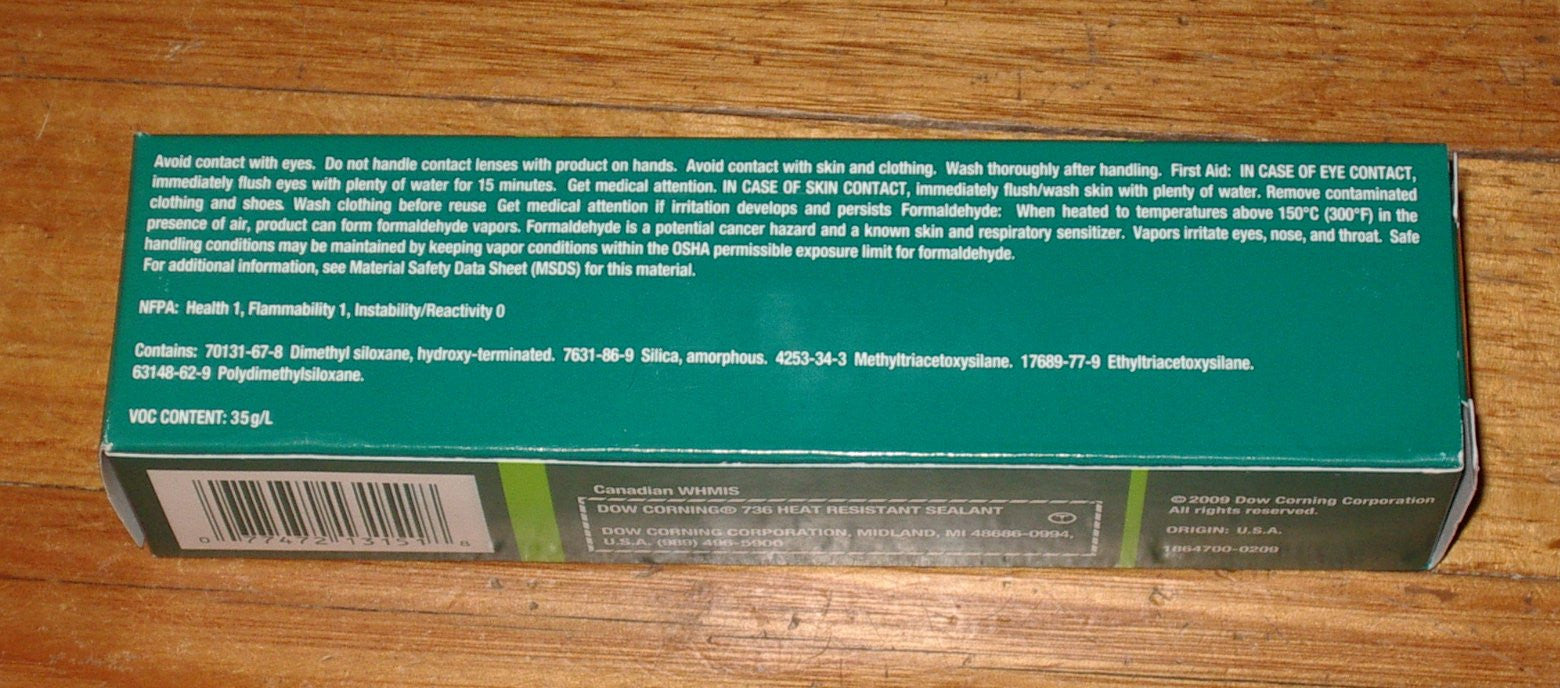 Avoid contact with eyes. Do not handle contact lenses with product on hands. Avoid contact with skin and clothing. Wash thoroughly after handling. First Aid: IN CASE OF EYE CONTACT,
immediately flush eyes with plenty of water for 15 minutes. Get medical attention. IN CASE OF SKIN CONTACT, immediately flush/wash skin with plenty of water. Remove contaminated
clothing and shoes. Wash clothing before reuse Get medical attention if irritation develops and persists Formaldehyde: When heated to temperatures above 150°C (300°F) in the
presence of air, product can form formaldehyde vapors. Formaldehyde is a potential cancer hazard and a known skin and respiratory sensitizer. Vapors irritate eyes, nose, and throat. Safe
handling conditions may be maintained by keeping vapor conditions within the OSHA permissible exposure limit for formaldehyde.
For additional information, see Material Safety Data Sheet (MSDS) for this material.
NFPA: Health 1, Flammability 1, Instability/Reactivity 0
Contains: 70131-67-8 Dimethyl siloxane, hydroxy-terminated. 7631-86-9 Silica, amorphous. 4253-34-3 Methyltriacetoxysilane. 17689-77-9 Ethyltriacetoxysilane.
63148-62-9 Polydimethylsiloxane.
VOC CONTENT: 35g/L
0 77472 13151 8
Canadian WHMIS
DOW CORNING® 736 HEAT RESISTANT SEALANT
DOW CORNING CORPORATION, MIDLAND, MI 48686-0994,
U.S.A. (989) 496-5900
©2009 Dow Corning Corporation
All rights reserved.
ORIGIN: U.S.A.
1864700-0209